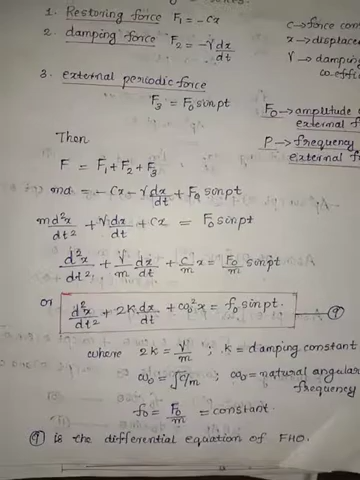 1. Restoring force F₁ = -Cx C→force con
2. damping force F₂ = -γ dx/dt x→displace
γ→damping co-effi
3. external periodic force
F₃ = F₀ sinpt
F₀→amplitude o
external f
Then
P→frequency
external f
F = F₁+F₂+F₃
ma = -Cx - γ dx/dt + F₀ sinpt
m d²x/dt² + γ dx/dt + Cx = F₀ sinpt
d²x/dt² + γ/m dx/dt + C/m x = F₀/m sinpt
or d²x/dt² + 2k dx/dt + ω₀² x = f₀ sinpt. —⑨
where 2k = γ/m ; k = damping constant
ω₀ = √C/m ; ω₀ = natural angular
frequency
f₀ = F₀/m = constant.
⑨ is the differential equation of FHO.